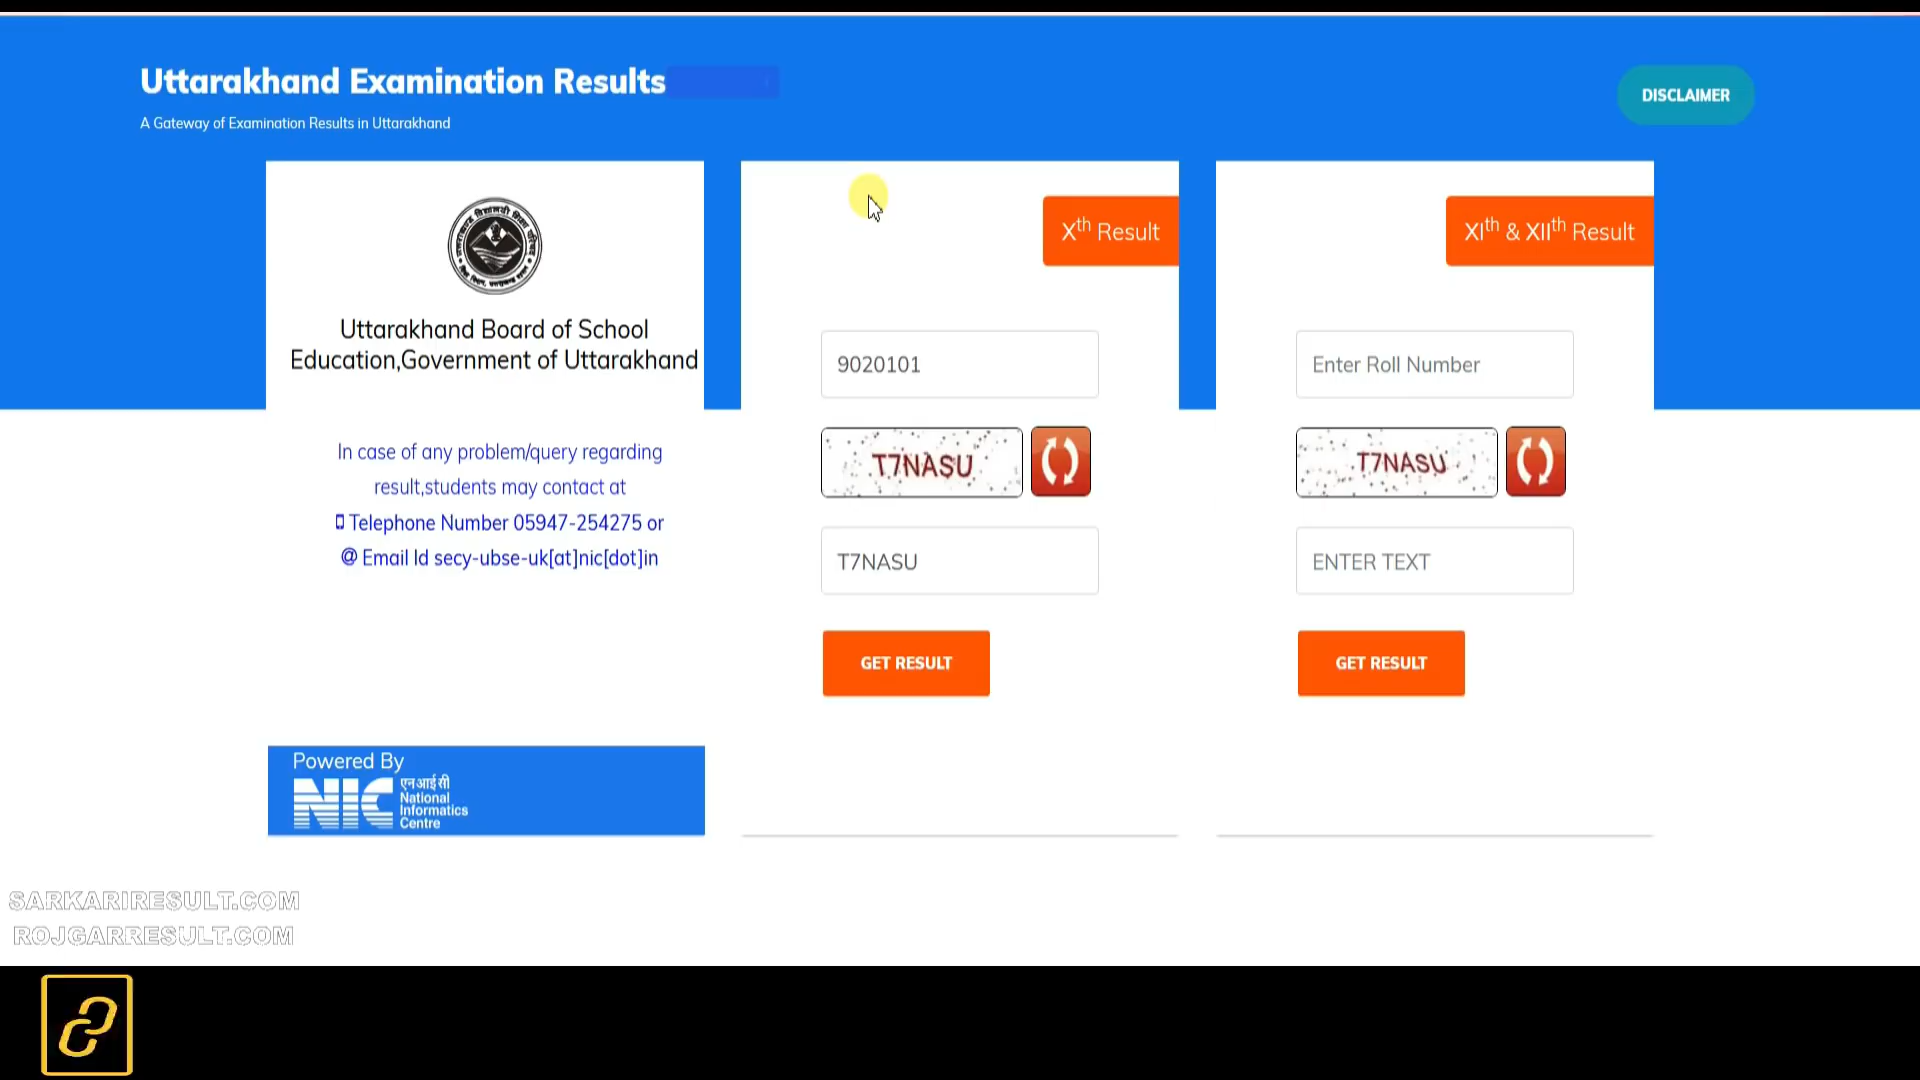 Uttarakhand Examination Results
A Gateway of Examination Results in Uttarakhand
DISCLAIMER
Uttarakhand Board of School
Education,Government of Uttarakhand
In case of any problem/query regarding
result,students may contact at
Telephone Number 05947-254275 or
@ Email Id secy-ubse-uk[at]nic[dot]in
Powered By
NIC
एन आई सी
National
Informatics
Centre
Xth Result
9020101
T7NASU
T7NASU
GET RESULT
XIth & XIIth Result
Enter Roll Number
T7NASU
ENTER TEXT
GET RESULT
SARKARIRESULT.COM
ROJGARRESULT.COM